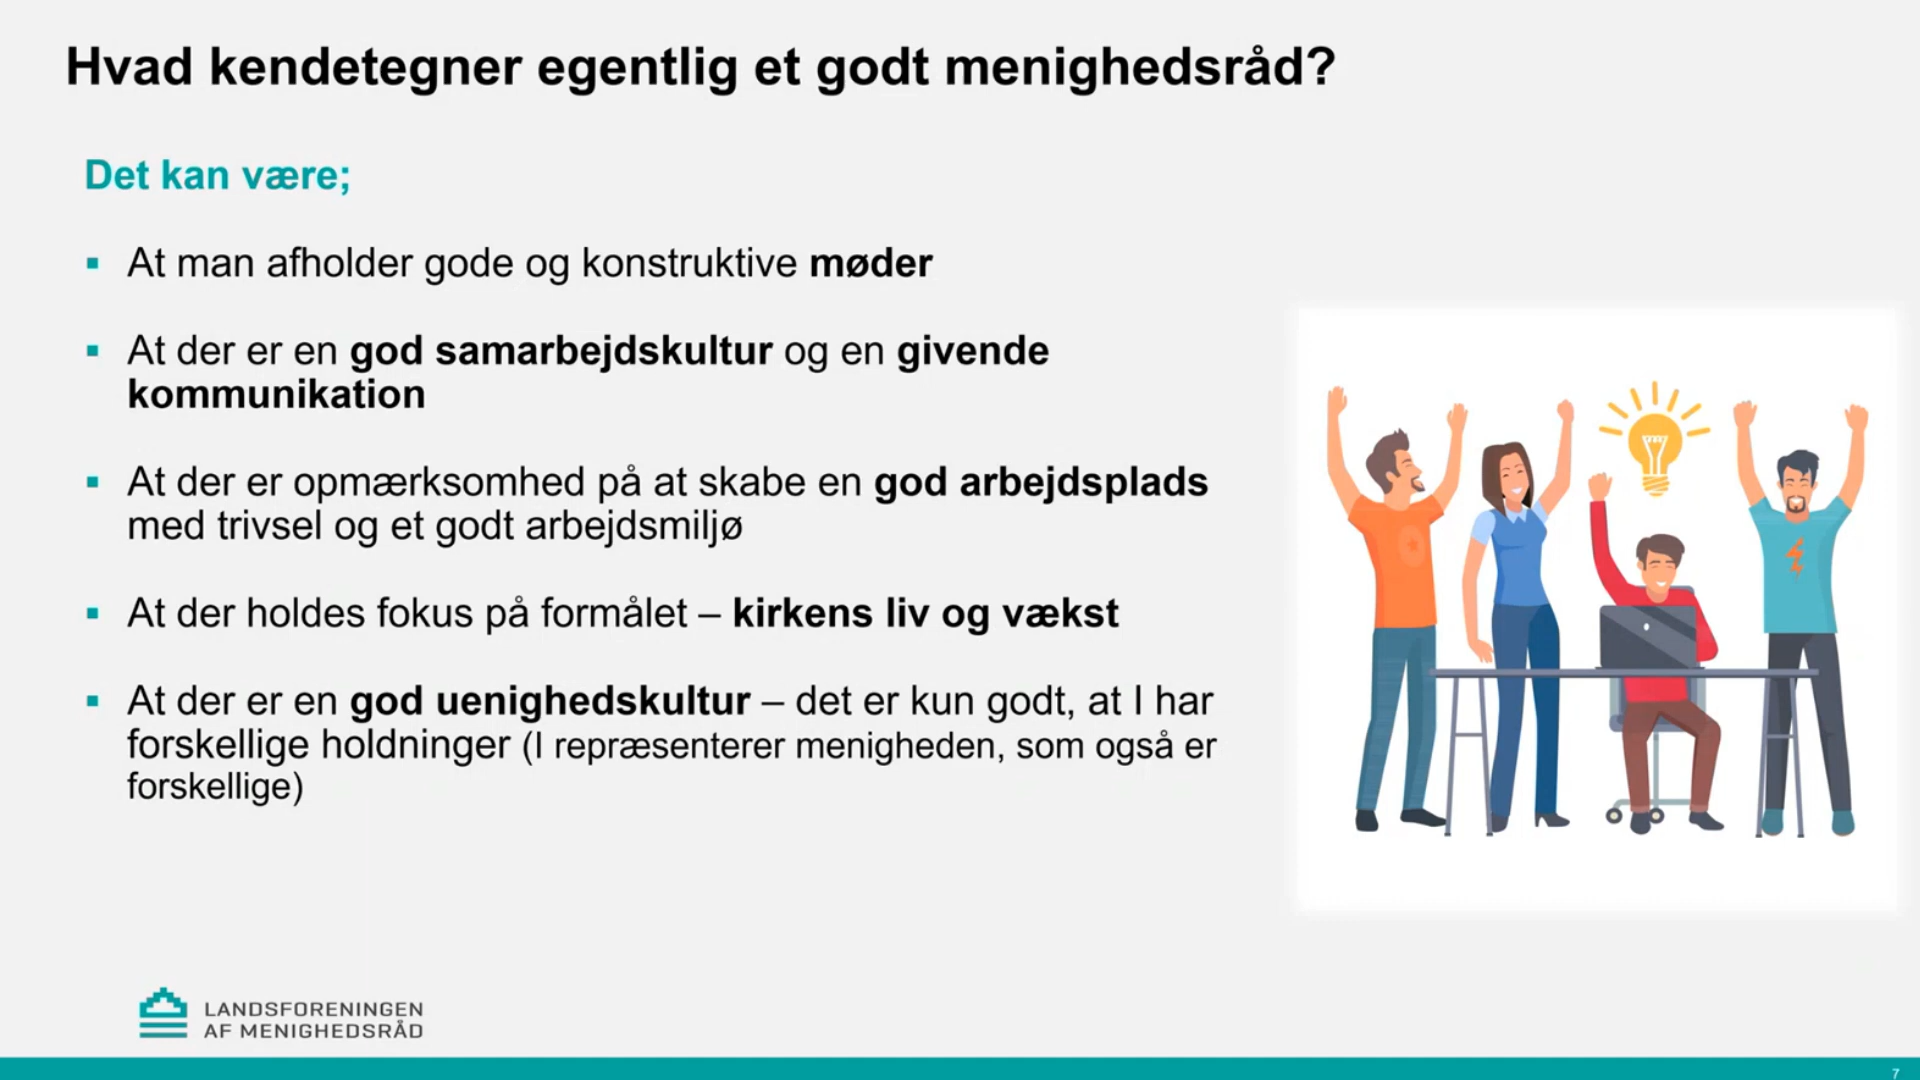 Hvad kendetegner egentlig et godt menighedsråd?
Det kan være;
▪ At man afholder gode og konstruktive møder
▪ At der er en god samarbejdskultur og en givende
kommunikation
▪ At der er opmærksomhed på at skabe en god arbejdsplads
med trivsel og et godt arbejdsmiljø
▪ At der holdes fokus på formålet – kirkens liv og vækst
▪ At der er en god uenighedskultur – det er kun godt, at I har
forskellige holdninger (I repræsenterer menigheden, som også er
forskellige)
LANDSFORENINGEN
AF MENIGHEDSRÅD
7